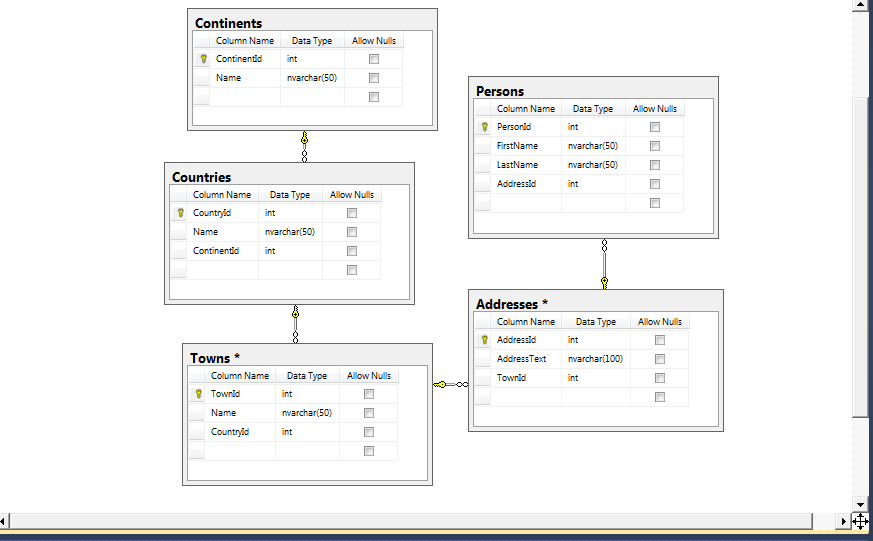 Continents
Column Name Data Type Allow Nulls
ContinentId int
Name nvarchar(50)
Persons
Column Name Data Type Allow Nulls
PersonId int
FirstName nvarchar(50)
LastName nvarchar(50)
AddressId int
Countries
Column Name Data Type Allow Nulls
CountryId int
Name nvarchar(50)
ContinentId int
Addresses *
Column Name Data Type Allow Nulls
AddressId int
AddressText nvarchar(100)
TownId int
Towns *
Column Name Data Type Allow Nulls
TownId int
Name nvarchar(50)
CountryId int